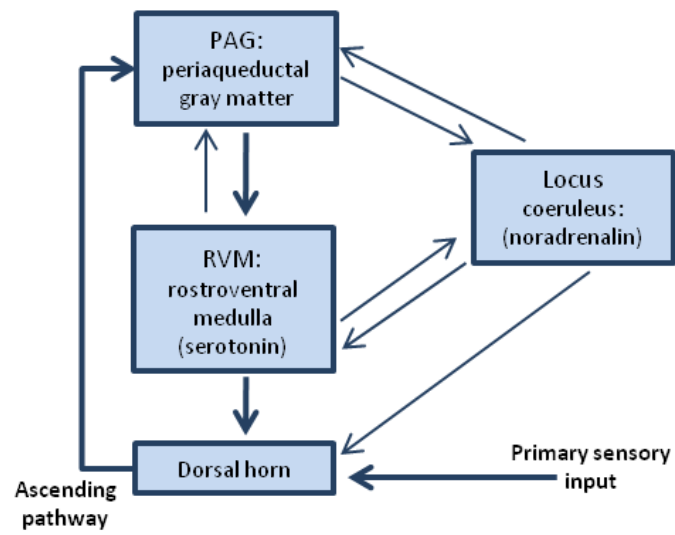 PAG:
periaqueductal
gray matter
Locus
coeruleus:
(noradrenalin)
RVM:
rostroventral
medulla
(serotonin)
Dorsal horn
Primary sensory
input
Ascending
pathway